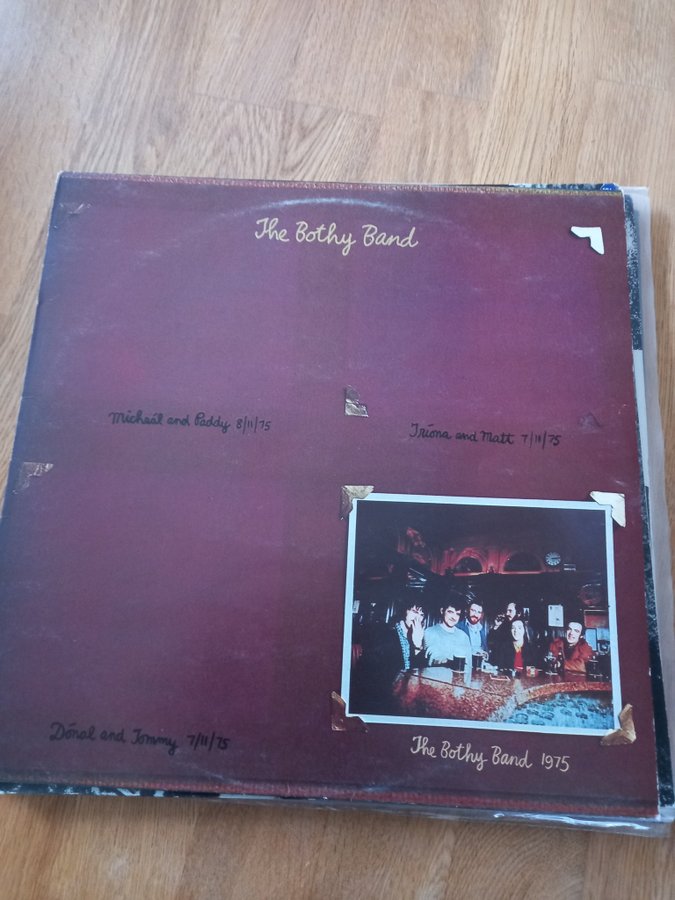 The Bothy Band
Micheál and Paddy 8/11/75
Tríona and Matt 7/11/75
Dónal and Tommy 7/11/75
The Bothy Band 1975